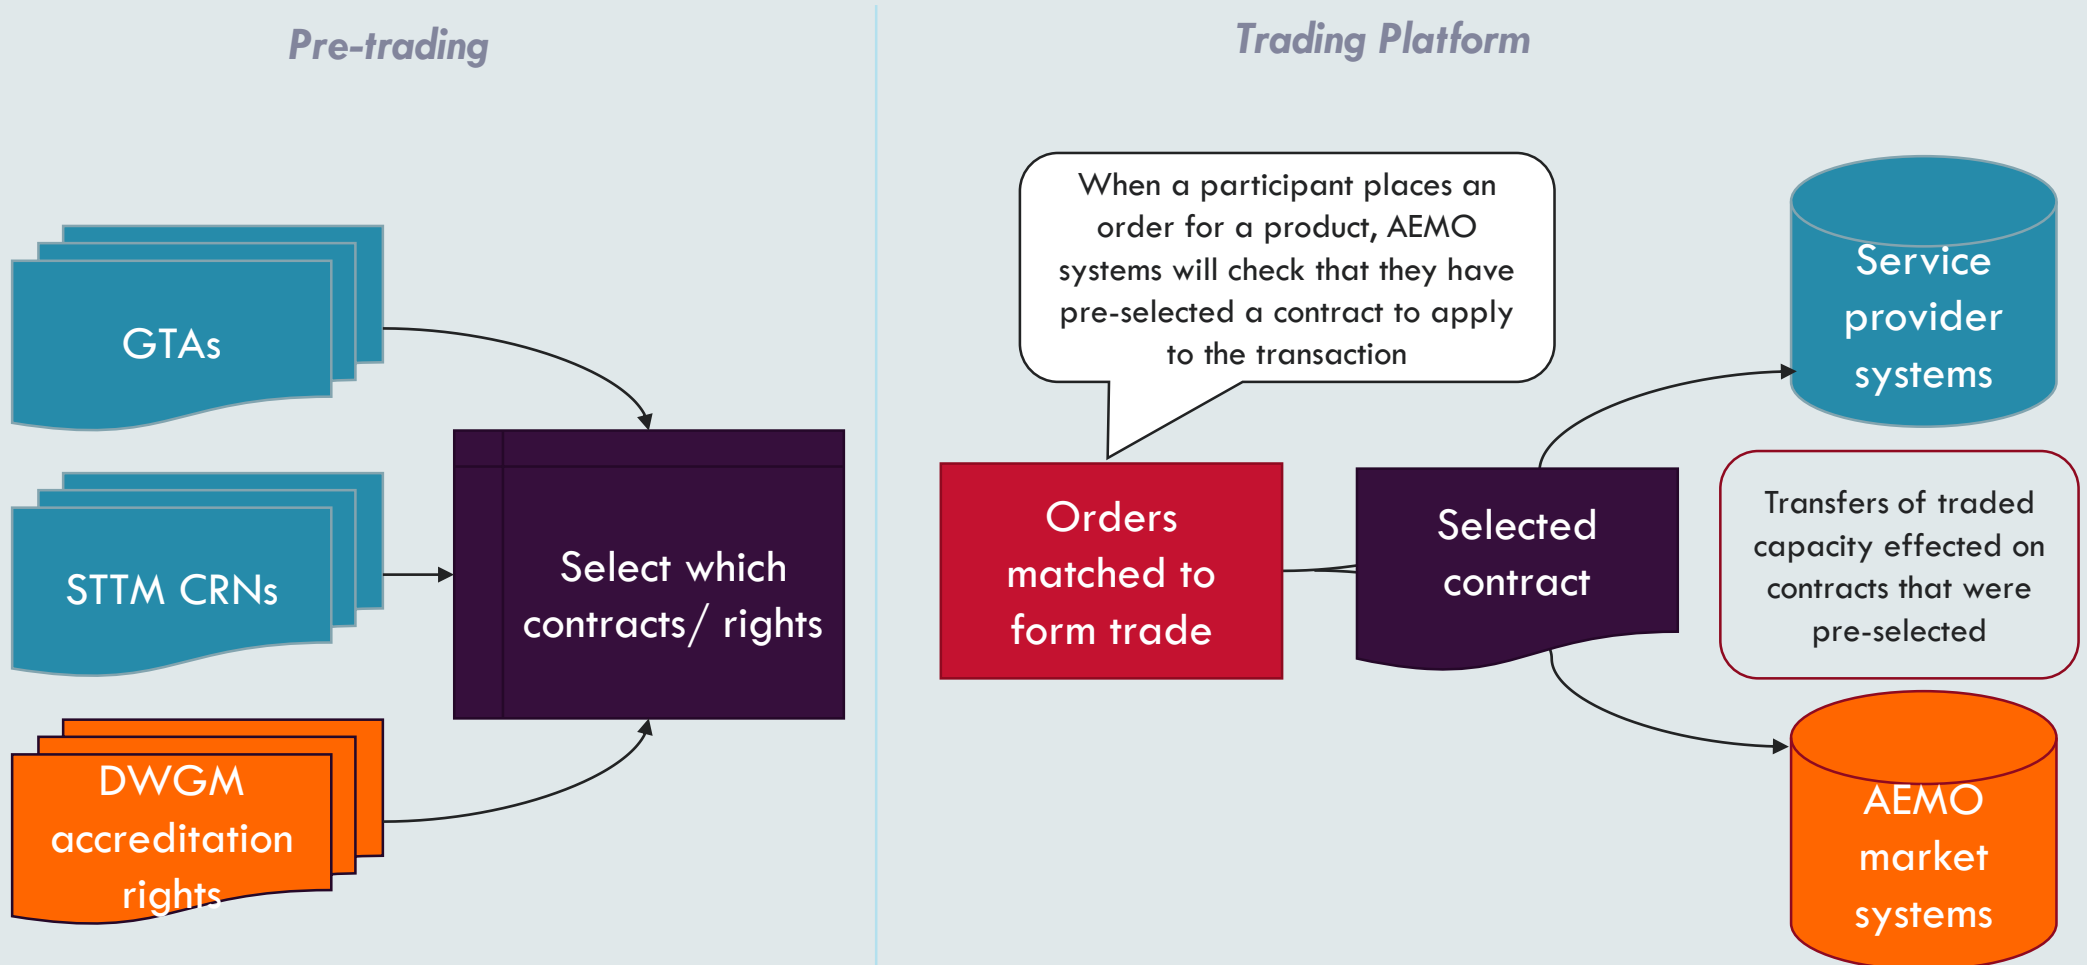 Pre-trading
GTAs
STTM CRNs
DWGM
accreditation
rights
Select which
contracts/ rights
Trading Platform
When a participant places an
order for a product, AEMO
systems will check that they have
pre-selected a contract to apply
to the transaction
Orders
matched to
form trade
Selected
contract
Service
provider
systems
Transfers of traded
capacity effected on
contracts that were
pre-selected
AEMO
market
systems